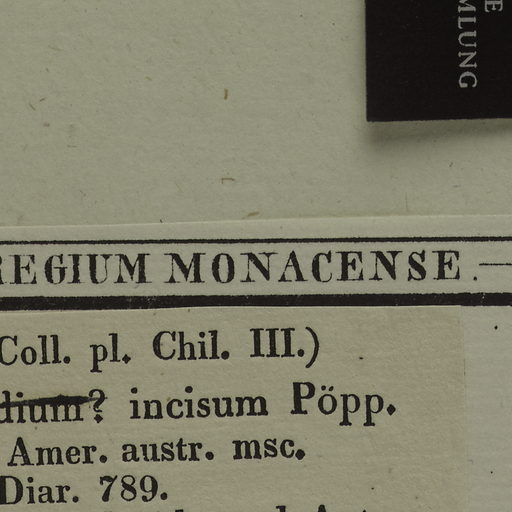 E
MLUNG
REGIUM MONACENSE.—
Coll. pl. Chil. III.)
dium? incisum Pöpp.
Amer. austr. msc.
Diar. 789.